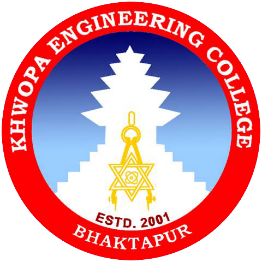 KHWOPA ENGINEERING COLLEGE
ESTD. 2001
BHAKTAPUR